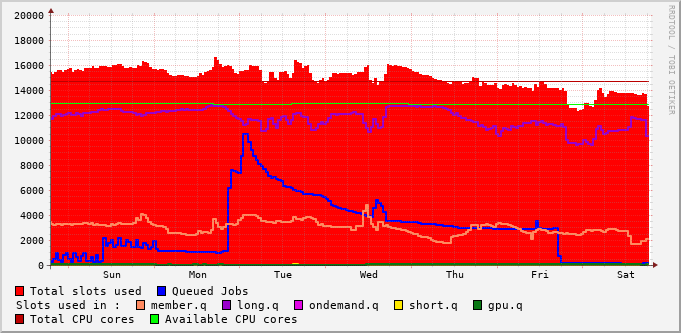 RRDTOOL / TOBI OETIKER
20000
18000
16000
14000
12000
10000
8000
6000
4000
2000
0
Sun Mon Tue Wed Thu Fri Sat
Total slots used Queued Jobs
Slots used in : member.q long.q ondemand.q short.q gpu.q
Total CPU cores Available CPU cores